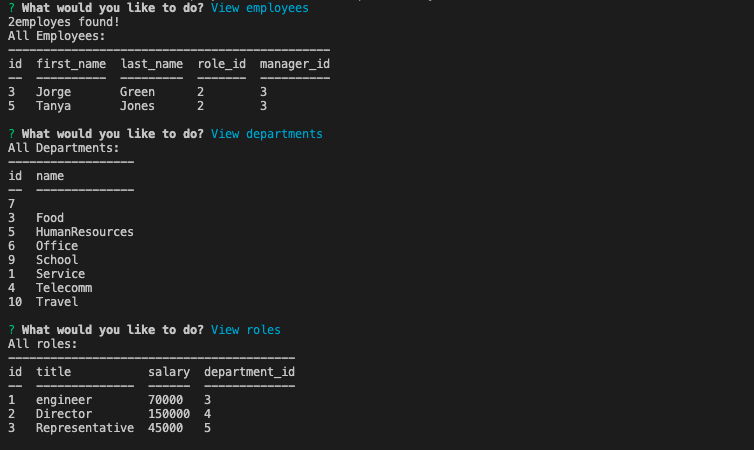 ? What would you like to do? View employees
2employes found!
All Employees:
----------------------------------------------
id  first_name  last_name  role_id  manager_id
--  ----------  ---------  -------  ----------
3   Jorge       Green      2        3
5   Tanya       Jones      2        3
? What would you like to do? View departments
All Departments:
------------------
id  name
--  --------------
7
3   Food
5   HumanResources
6   Office
9   School
1   Service
4   Telecomm
10  Travel
? What would you like to do? View roles
All roles:
-----------------------------------------
id  title           salary  department_id
--  --------------  ------  -------------
1   engineer        70000   3
2   Director        150000  4
3   Representative  45000   5